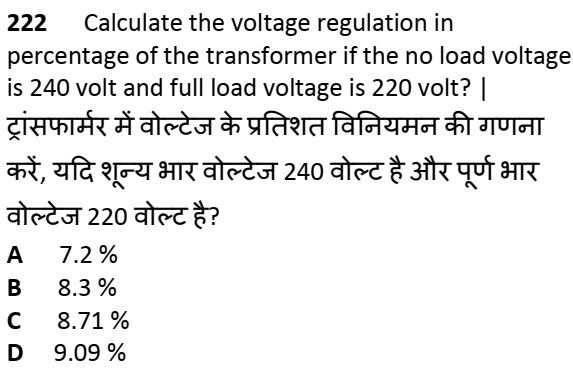 222 Calculate the voltage regulation in
percentage of the transformer if the no load voltage
is 240 volt and full load voltage is 220 volt? |
ट्रांसफार्मर में वोल्टेज के प्रतिशत विनियमन की गणना
करें, यदि शून्य भार वोल्टेज 240 वोल्ट है और पूर्ण भार
वोल्टेज 220 वोल्ट है?
A 7.2 %
B 8.3 %
C 8.71 %
D 9.09 %